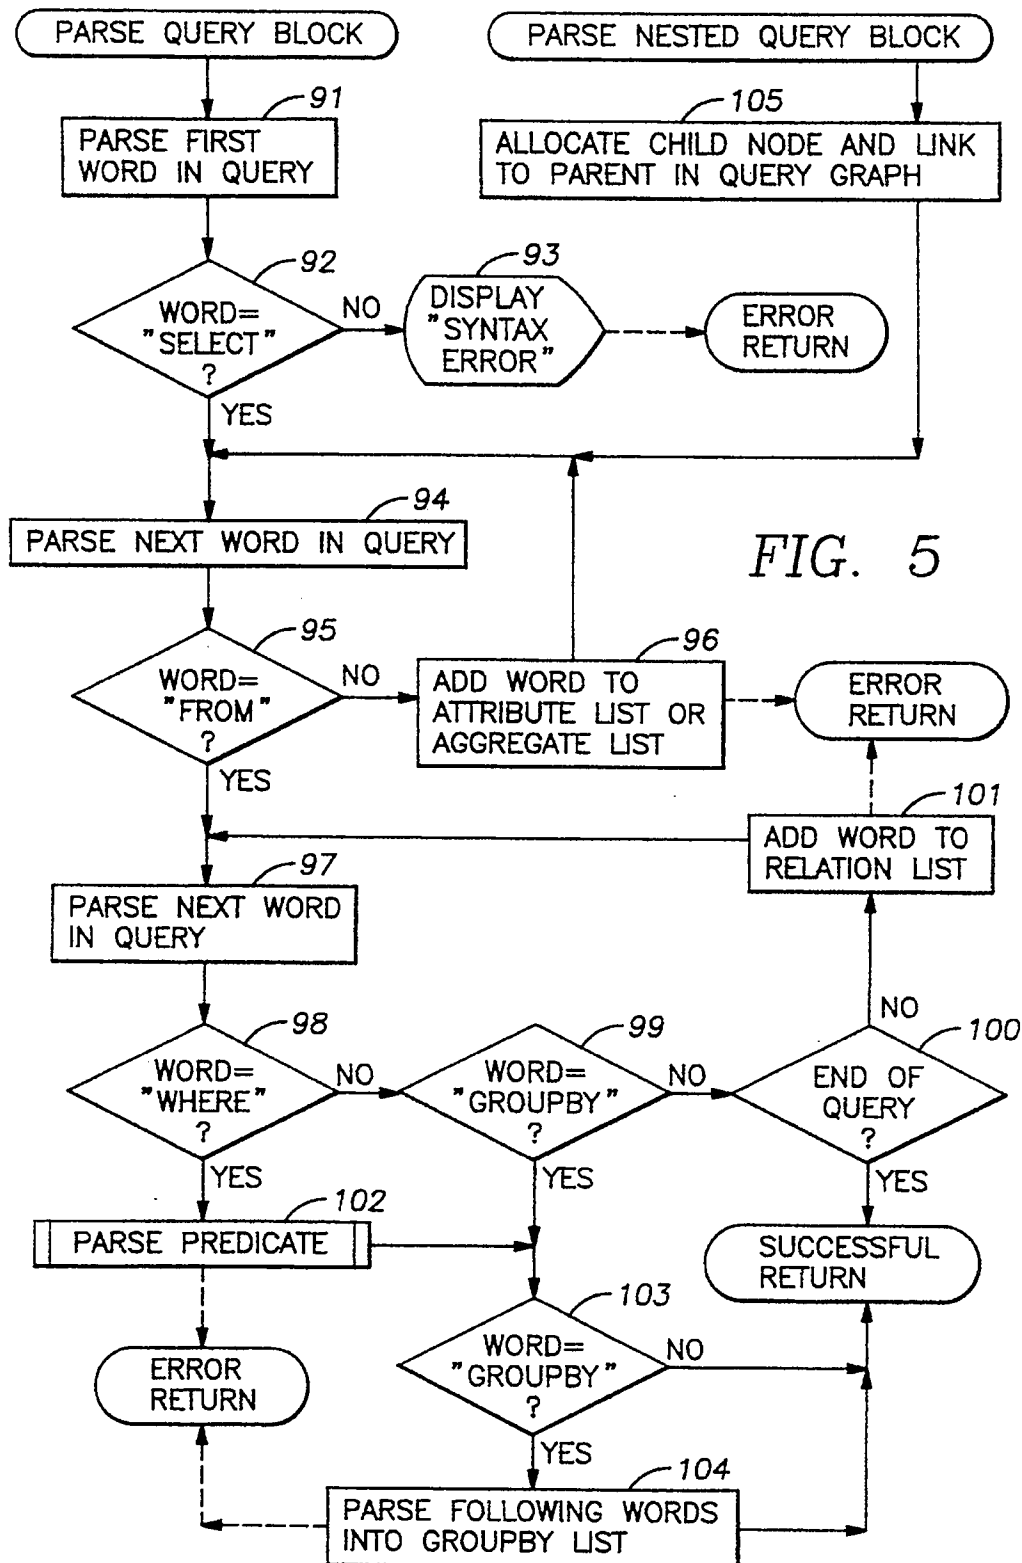 PARSE QUERY BLOCK
PARSE NESTED QUERY BLOCK
91
PARSE FIRST
WORD IN QUERY
105
ALLOCATE CHILD NODE AND LINK
TO PARENT IN QUERY GRAPH
92
WORD=
"SELECT"
?
NO
YES
93
DISPLAY
"SYNTAX
ERROR"
ERROR
RETURN
94
PARSE NEXT WORD IN QUERY
FIG. 5
95
WORD=
"FROM"
?
NO
YES
96
ADD WORD TO
ATTRIBUTE LIST OR
AGGREGATE LIST
ERROR
RETURN
101
ADD WORD TO
RELATION LIST
97
PARSE NEXT WORD
IN QUERY
98
WORD=
"WHERE"
?
NO
YES
99
WORD=
"GROUPBY"
?
NO
YES
NO
100
END OF
QUERY
?
YES
102
PARSE PREDICATE
SUCCESSFUL
RETURN
103
WORD=
"GROUPBY"
?
NO
YES
ERROR
RETURN
104
PARSE FOLLOWING WORDS
INTO GROUPBY LIST